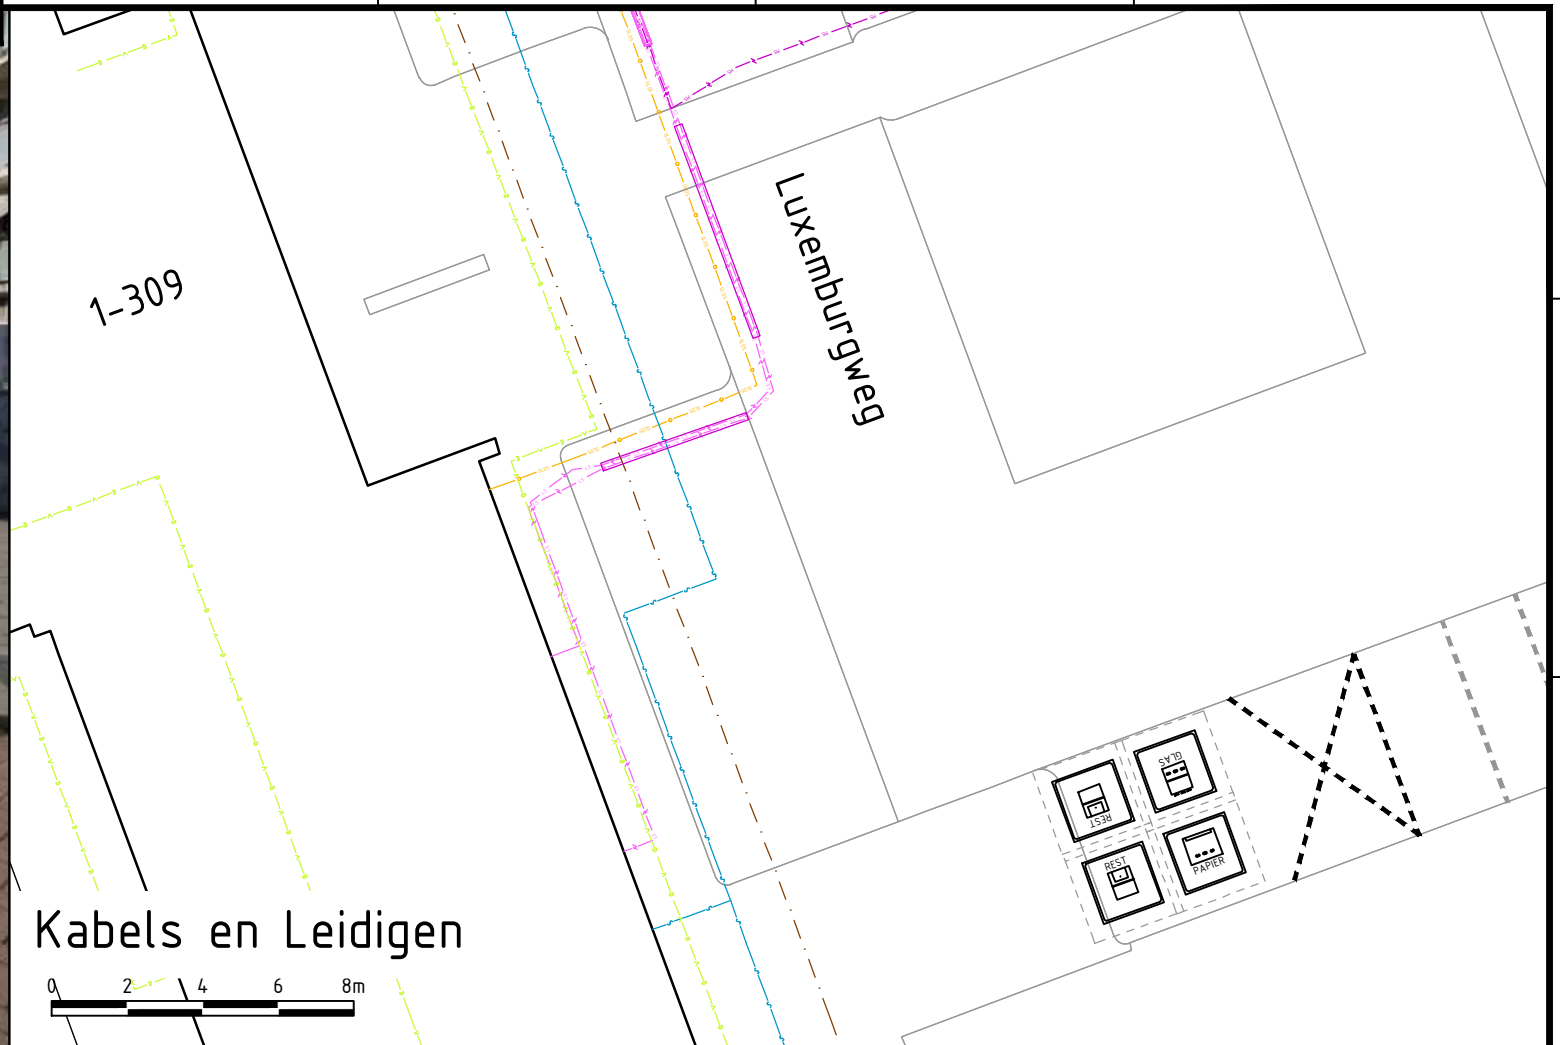 1-309
Luxemburgweg
GLAS
REST
REST
PAPIER
Kabels en Leidigen
0 2 4 6 8m